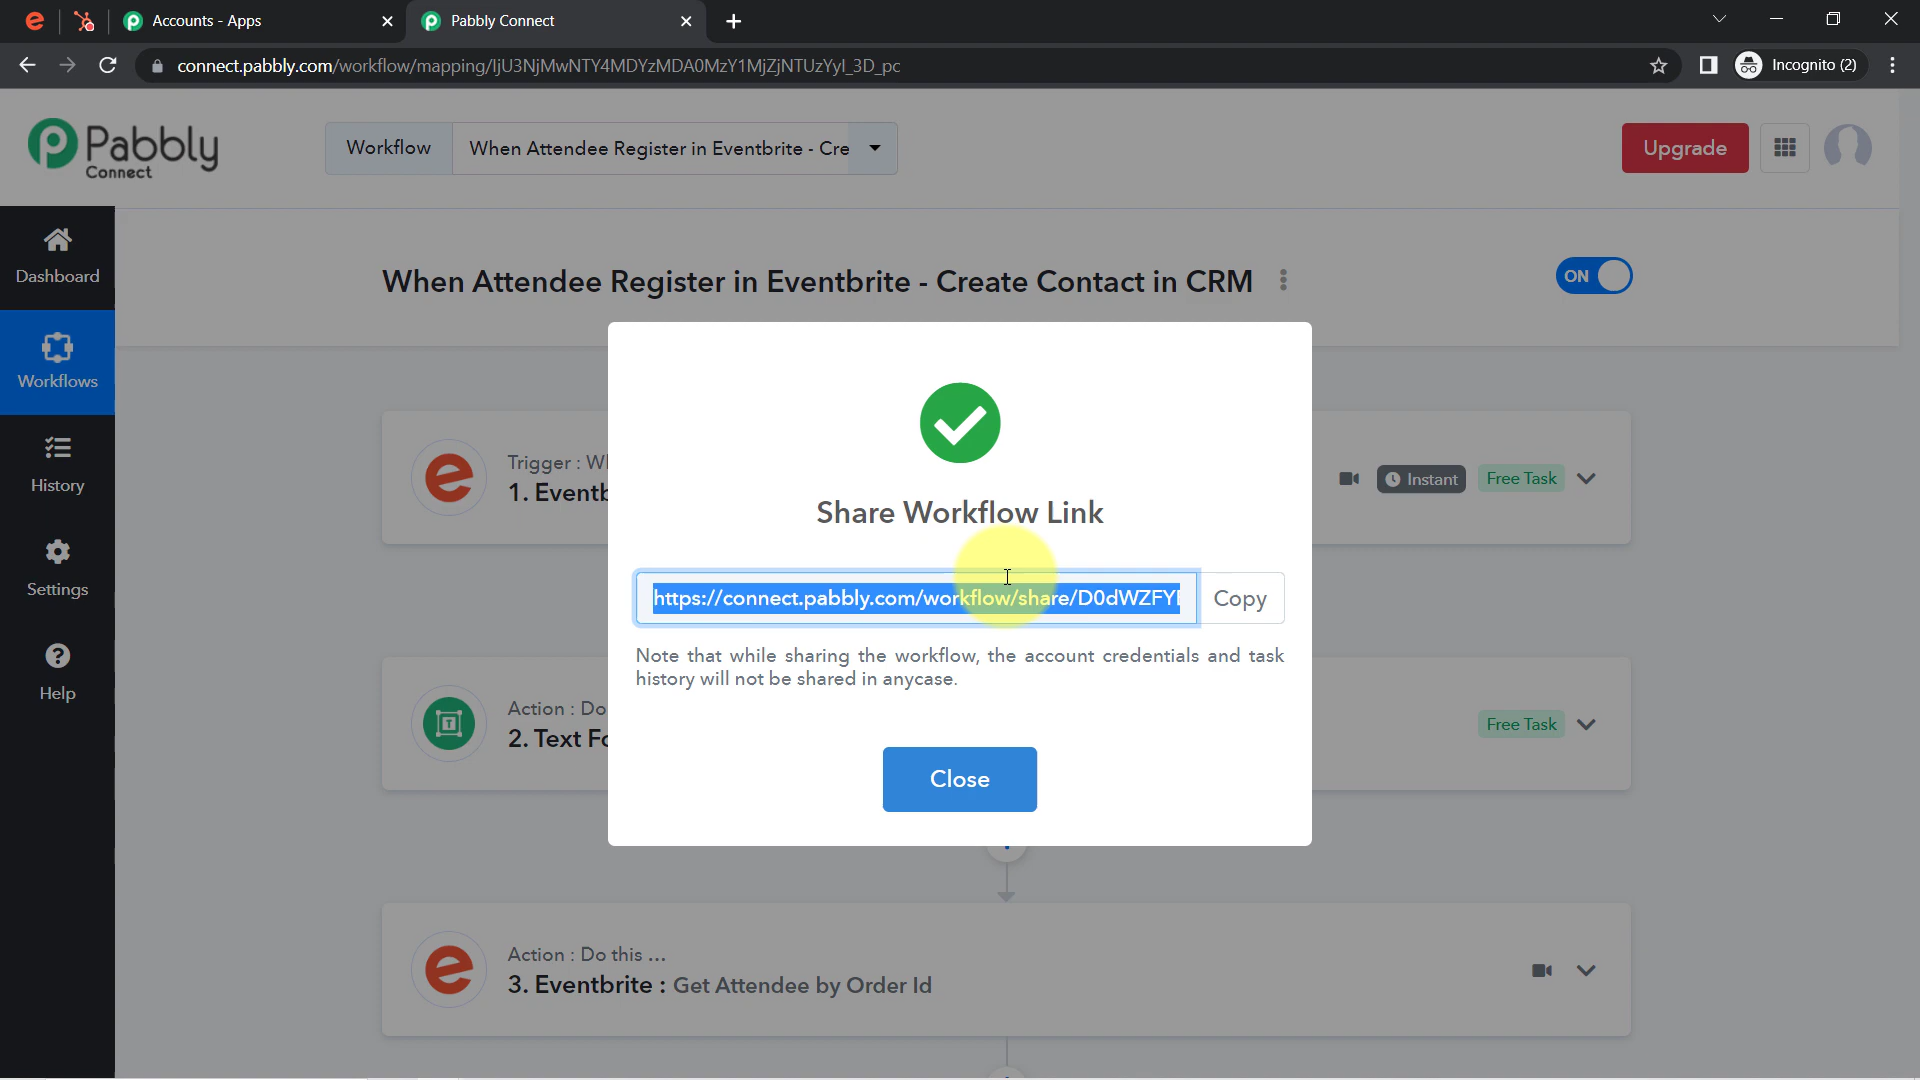 Accounts - Apps
Pabbly Connect
connect.pabbly.com/workflow/mapping/IjU3NjMwNTY4MDYzMDA0MzY1MjZjNTUzYyI_3D_pc
Incognito (2)
Pabbly
Connect
Workflow
When Attendee Register in Eventbrite - Cre
Upgrade
Dashboard
When Attendee Register in Eventbrite - Create Contact in CRM
ON
Workflows
Share Workflow Link
Trigger : W
1. Eventb
Instant
Free Task
History
https://connect.pabbly.com/workflow/share/D0dWZFY
Copy
Note that while sharing the workflow, the account credentials and task
history will not be shared in anycase.
Settings
Help
Action : Do
2. Text Fo
Free Task
Close
Action : Do this ...
3. Eventbrite : Get Attendee by Order Id